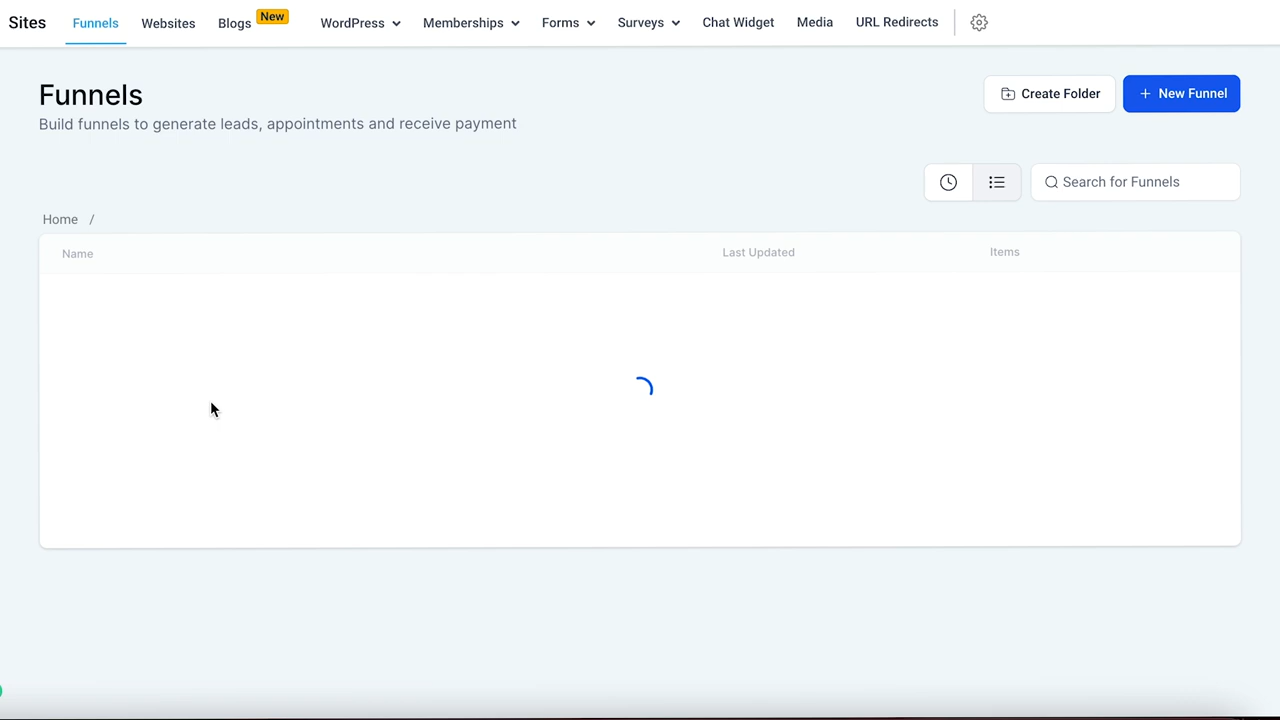 Sites Funnels Websites Blogs New WordPress Memberships Forms Surveys Chat Widget Media URL Redirects
Funnels
Build funnels to generate leads, appointments and receive payment
Create Folder + New Funnel
Search for Funnels
Home /
Name Last Updated Items